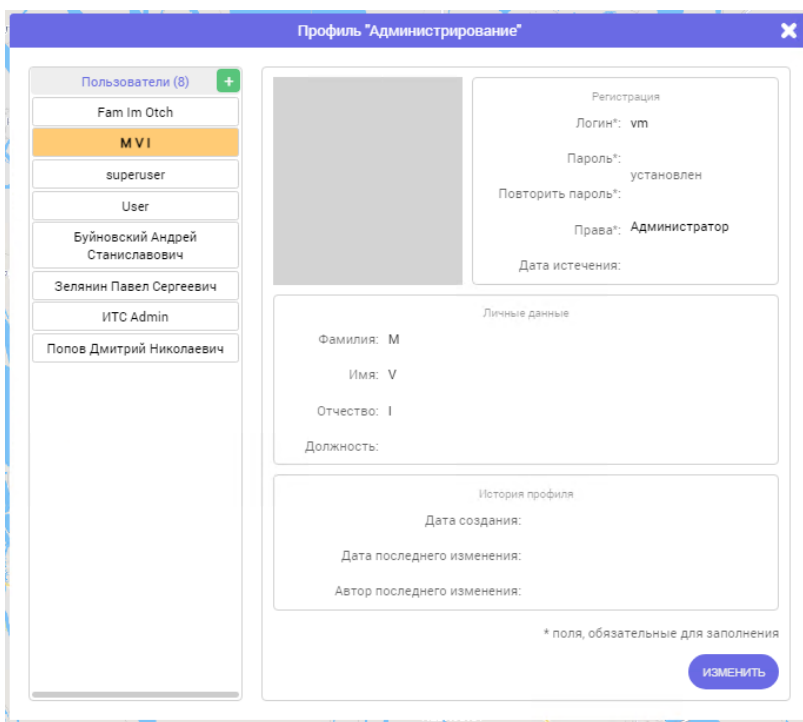 Профиль "Администрирование"
Пользователи (8)
+
Fam Im Otch
M V I
superuser
User
Буйновский Андрей
Станиславович
Зелянин Павел Сергеевич
ИТС Admin
Попов Дмитрий Николаевич
Регистрация
Логин*: vm
Пароль*:
установлен
Повторить пароль*:
Права*: Администратор
Дата истечения:
Личные данные
Фамилия: M
Имя: V
Отчество: I
Должность:
История профиля
Дата создания:
Дата последнего изменения:
Автор последнего изменения:
* поля, обязательные для заполнения
ИЗМЕНИТЬ